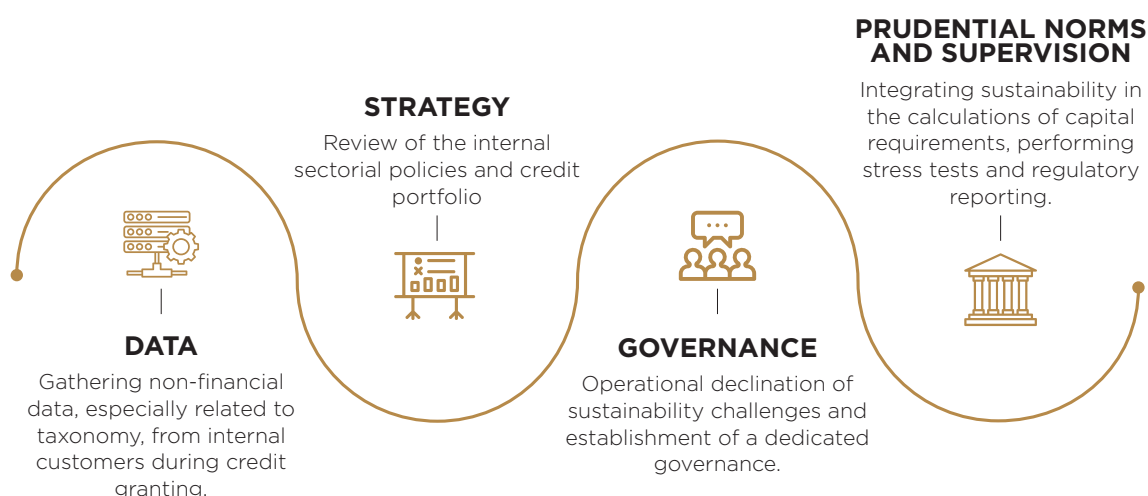 DATA
Gathering non-financial
data, especially related to
taxonomy, from internal
customers during credit
granting.
STRATEGY
Review of the internal
sectorial policies and credit
portfolio
GOVERNANCE
Operational declination of
sustainability challenges and
establishment of a dedicated
governance.
PRUDENTIAL NORMS
AND SUPERVISION
Integrating sustainability in
the calculations of capital
requirements, performing
stress tests and regulatory
reporting.